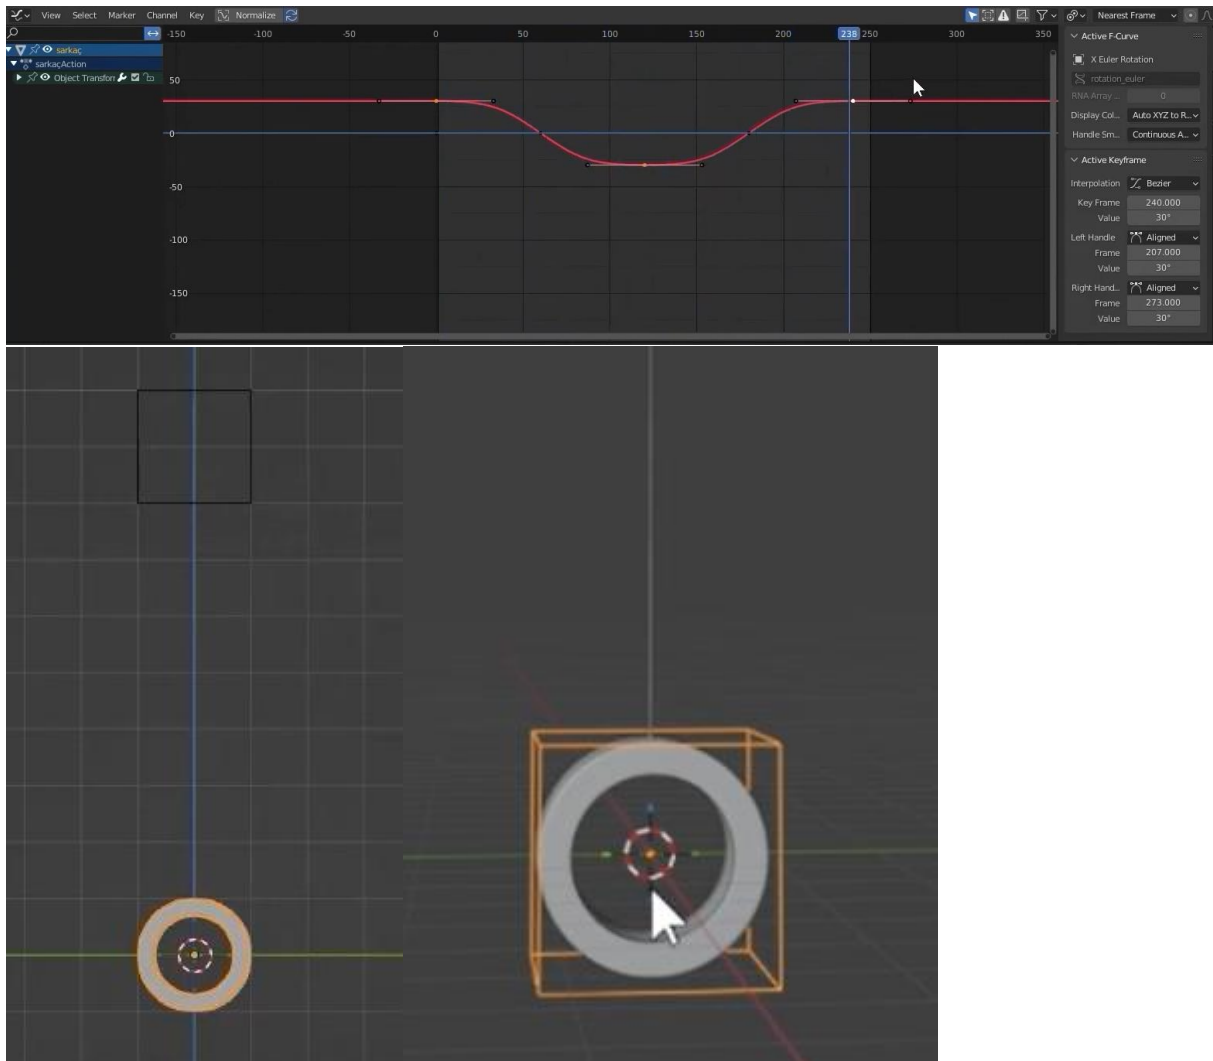 View Select Marker Channel Key Normalize Nearest Frame
-150 -100 -50 0 50 100 150 200 238 250 300 350
sarkaç
sarkaçAction
Object Transfor
50
0
-50
-100
-150
Active F-Curve
X Euler Rotation
rotation_euler
RNA Array ... 0
Display Col... Auto XYZ to R...
Handle Sm... Continuous A...
Active Keyframe
Interpolation Bezier
Key Frame 240.000
Value 30°
Left Handle Aligned
Frame 207.000
Value 30°
Right Hand... Aligned
Frame 273.000
Value 30°